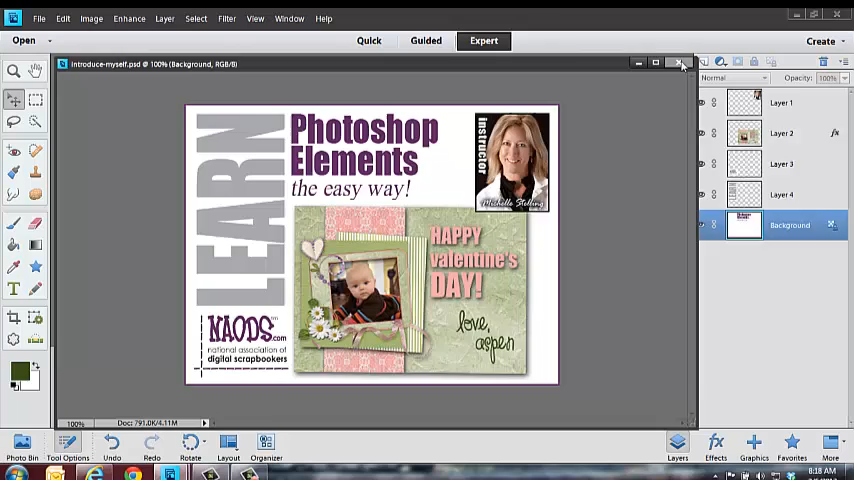 File Edit Image Enhance Layer Select Filter View Window Help
Open
Quick Guided Expert
Create
Introduce-myself.psd @ 100% (Background, RGB/8)
Normal Opacity: 100%
Layer 1
Layer 2
fx
Layer 3
Layer 4
Background
LEARN
Photoshop
Elements
the easy way!
instructor
Michelle Stelling
HAPPY
valentine's
DAY!
love,
aspen
NAODS.com
national association of
digital scrapbookers
100% Doc: 791.0K/4.11M
Photo Bin Tool Options Undo Redo Rotate Layout Organizer Layers Effects Graphics Favorites More
8:18 AM